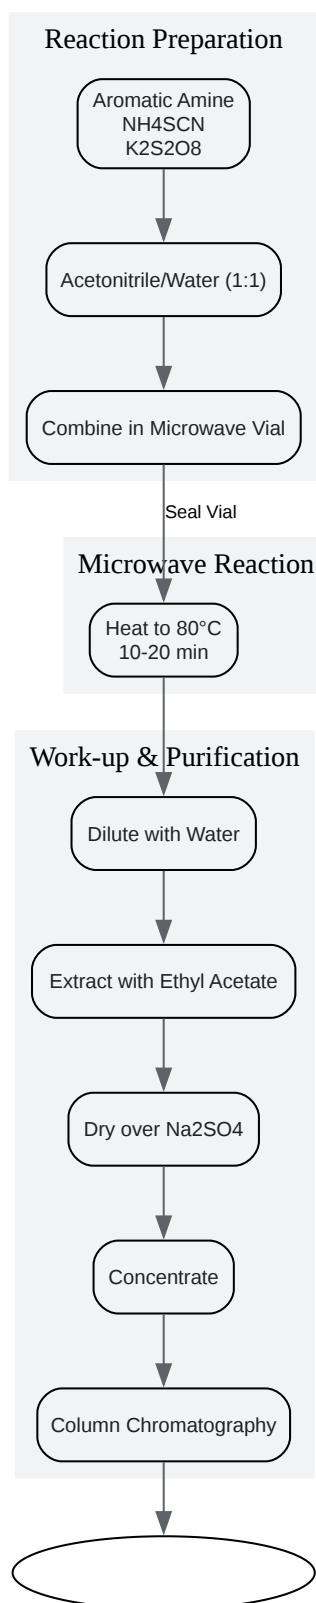 Reaction Preparation
Aromatic Amine
NH4SCN
K2S2O8
Acetonitrile/Water (1:1)
Combine in Microwave Vial
Seal Vial
Microwave Reaction
Heat to 80°C
10-20 min
Work-up & Purification
Dilute with Water
Extract with Ethyl Acetate
Dry over Na2SO4
Concentrate
Column Chromatography